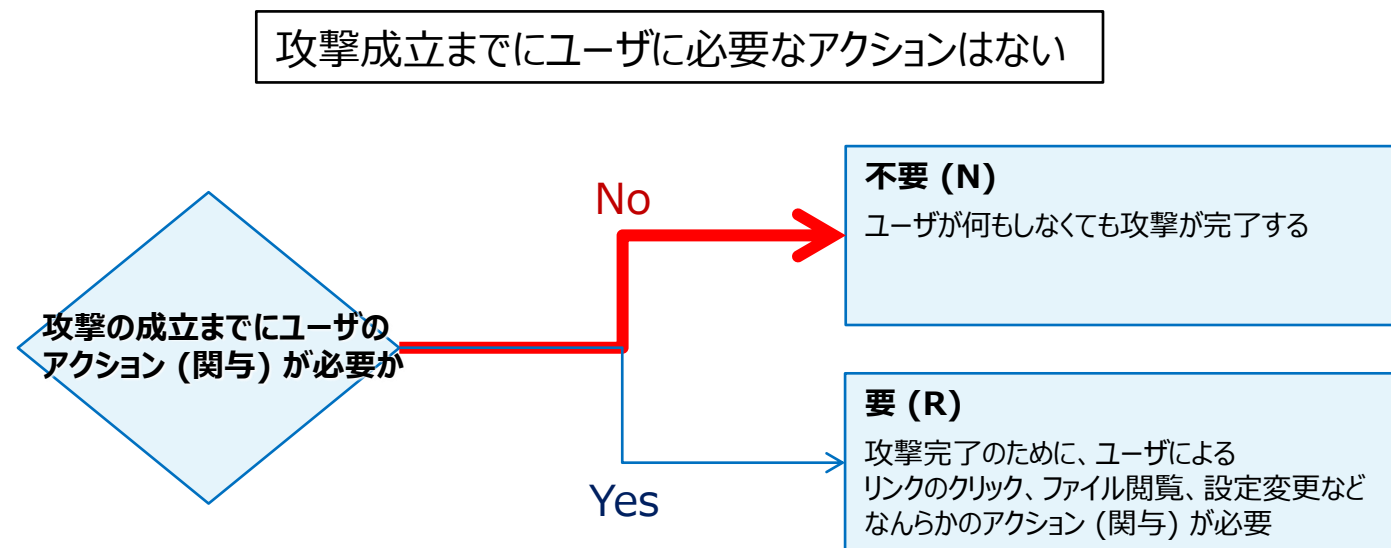 攻撃成立までにユーザに必要なアクションはない
No
不要 (N)
ユーザが何もしなくても攻撃が完了する
攻撃の成立までにユーザの
アクション (関与) が必要か
要 (R)
攻撃完了のために、ユーザによる
リンクのクリック、ファイル閲覧、設定変更など
なんらかのアクション (関与) が必要
Yes